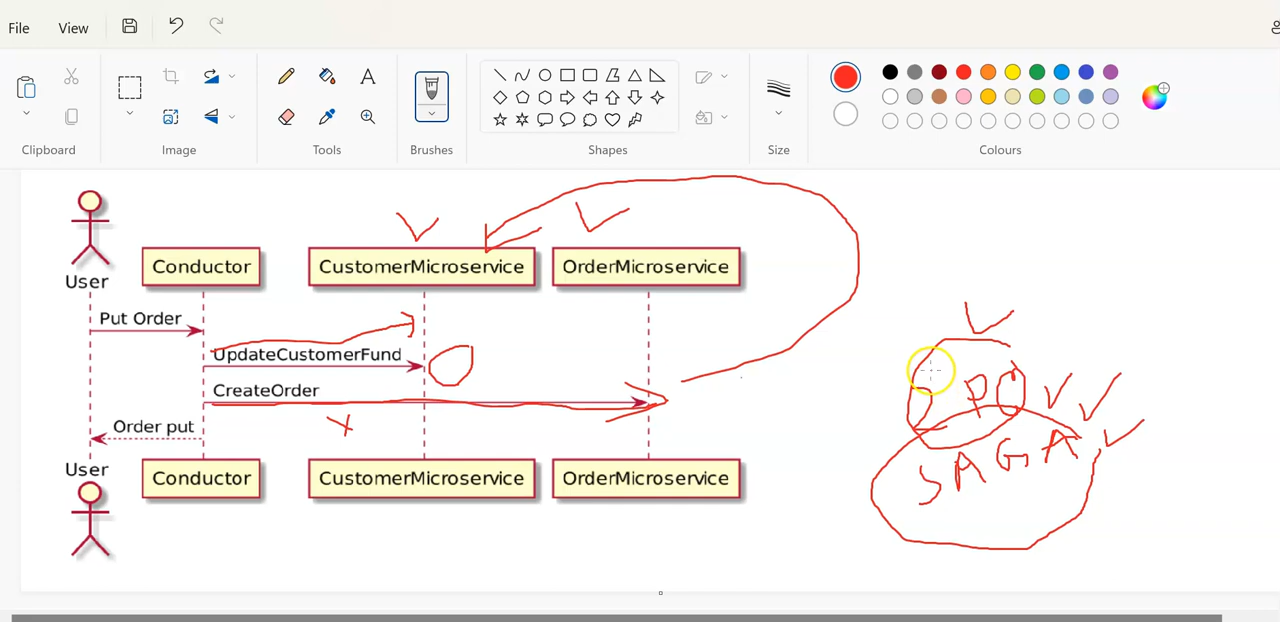 File View
Clipboard Image Tools Brushes Shapes Size Colours
User Conductor CustomerMicroservice OrderMicroservice
Put Order
UpdateCustomerFund
CreateOrder
Order put
User Conductor CustomerMicroservice OrderMicroservice
SAGA